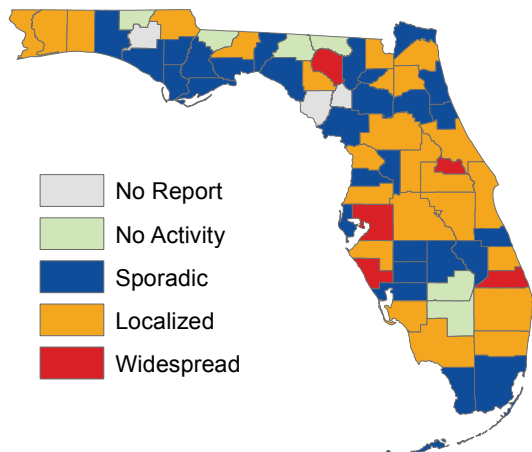 No Report
No Activity
Sporadic
Localized
Widespread